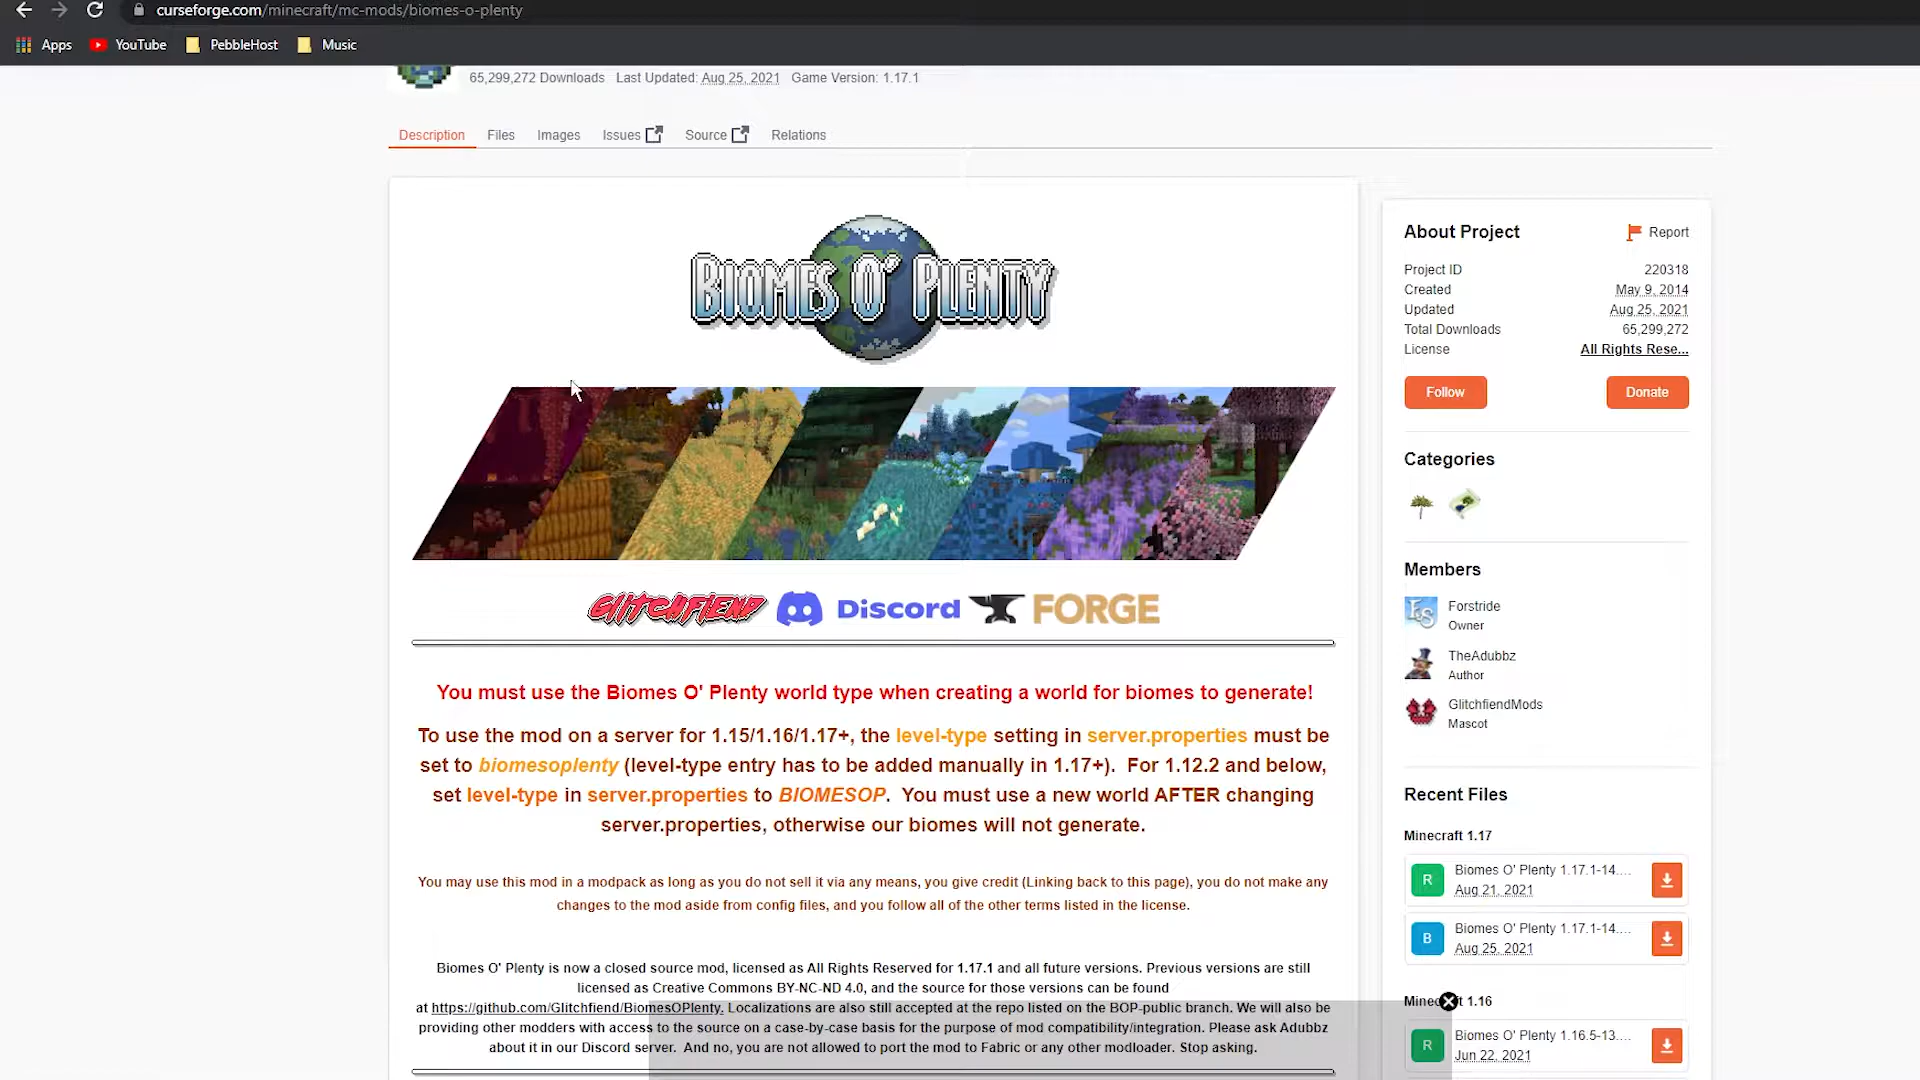 curseforge.com/minecraft/mc-mods/biomes-o-plenty
Apps YouTube PebbleHost Music
65,299,272 Downloads Last Updated: Aug 25, 2021 Game Version: 1.17.1
Description Files Images Issues Source Relations
BIOMES O' PLENTY
GLITCHFIEND Discord FORGE
You must use the Biomes O' Plenty world type when creating a world for biomes to generate!
To use the mod on a server for 1.15/1.16/1.17+, the level-type setting in server.properties must be
set to biomesoplenty (level-type entry has to be added manually in 1.17+). For 1.12.2 and below,
set level-type in server.properties to BIOMESOP. You must use a new world AFTER changing
server.properties, otherwise our biomes will not generate.
You may use this mod in a modpack as long as you do not sell it via any means, you give credit (Linking back to this page), you do not make any
changes to the mod aside from config files, and you follow all of the other terms listed in the license.
Biomes O' Plenty is now a closed source mod, licensed as All Rights Reserved for 1.17.1 and all future versions. Previous versions are still
licensed as Creative Commons BY-NC-ND 4.0, and the source for those versions can be found
at https://github.com/Glitchfiend/BiomesOPlenty. Localizations are also still accepted at the repo listed on the BOP-public branch. We will also be
providing other modders with access to the source on a case-by-case basis for the purpose of mod compatibility/integration. Please ask Adubbz
about it in our Discord server. And no, you are not allowed to port the mod to Fabric or any other modloader. Stop asking.
About Project Report
Project ID 220318
Created May 9, 2014
Updated Aug 25, 2021
Total Downloads 65,299,272
License All Rights Rese...
Follow Donate
Categories
Members
FS
Forstride
Owner
TheAdubbz
Author
GlitchfiendMods
Mascot
Recent Files
Minecraft 1.17
R Biomes O' Plenty 1.17.1-14....
Aug 21, 2021
B Biomes O' Plenty 1.17.1-14....
Aug 25, 2021
Minec t 1.16
R Biomes O' Plenty 1.16.5-13....
Jun 22, 2021